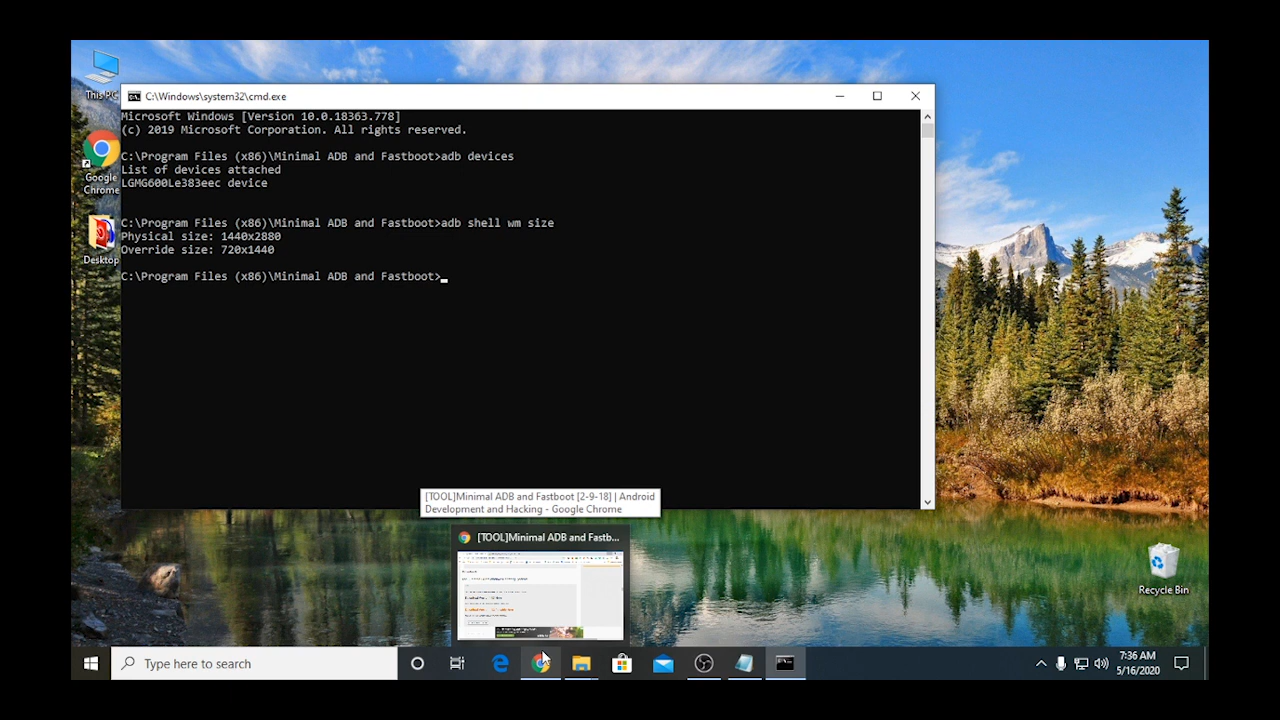 This PC
C:\Windows\system32\cmd.exe
Microsoft Windows [Version 10.0.18363.778]
(c) 2019 Microsoft Corporation. All rights reserved.
C:\Program Files (x86)\Minimal ADB and Fastboot>adb devices
List of devices attached
LGMG600Le383eec device
C:\Program Files (x86)\Minimal ADB and Fastboot>adb shell wm size
Physical size: 1440x2880
Override size: 720x1440
C:\Program Files (x86)\Minimal ADB and Fastboot>
Google
Chrome
Desktop
[TOOL]Minimal ADB and Fastboot [2-9-18] | Android
Development and Hacking - Google Chrome
[TOOL]Minimal ADB and Fastb...
Recycle Bin
Type here to search
7:36 AM
5/16/2020